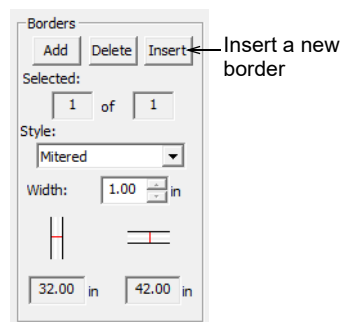 Borders
Add Delete Insert
Insert a new
border
Selected:
1 of 1
Style:
Mitered
Width: 1.00 in
32.00 in 42.00 in